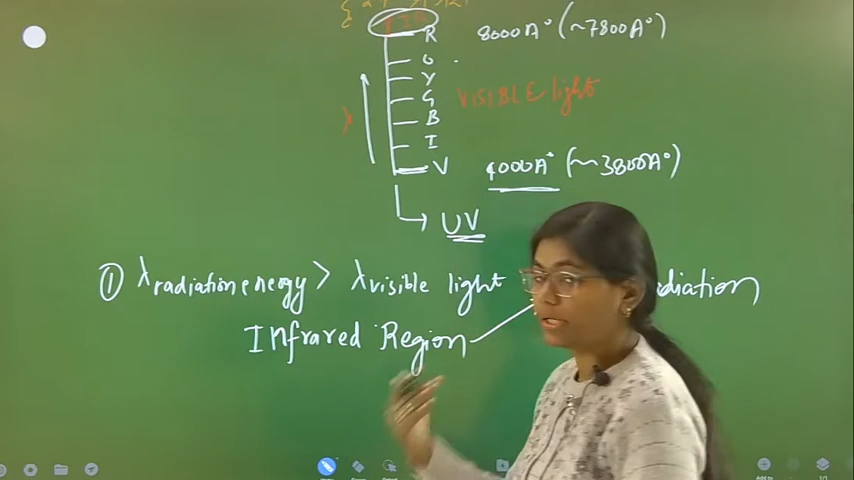 R 8000A° (~7800A°)
O
Y
G VISIBLE light
λ B
I
V 4000A° (~3800A°)
UV
① λradiation energy > λvisible light diation
Infrared Region